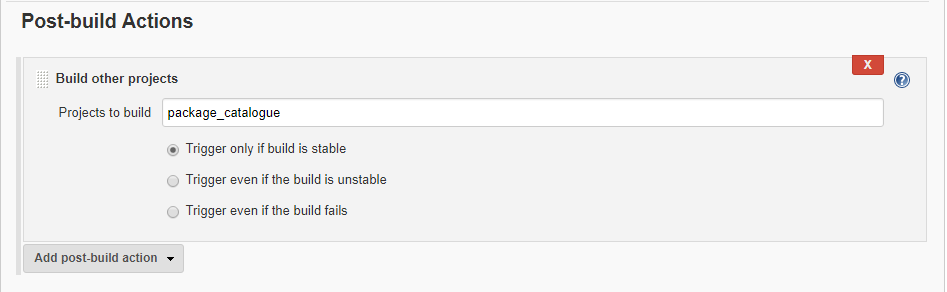 Post-build Actions
X
Build other projects
?
Projects to build package_catalogue
Trigger only if build is stable
Trigger even if the build is unstable
Trigger even if the build fails
Add post-build action